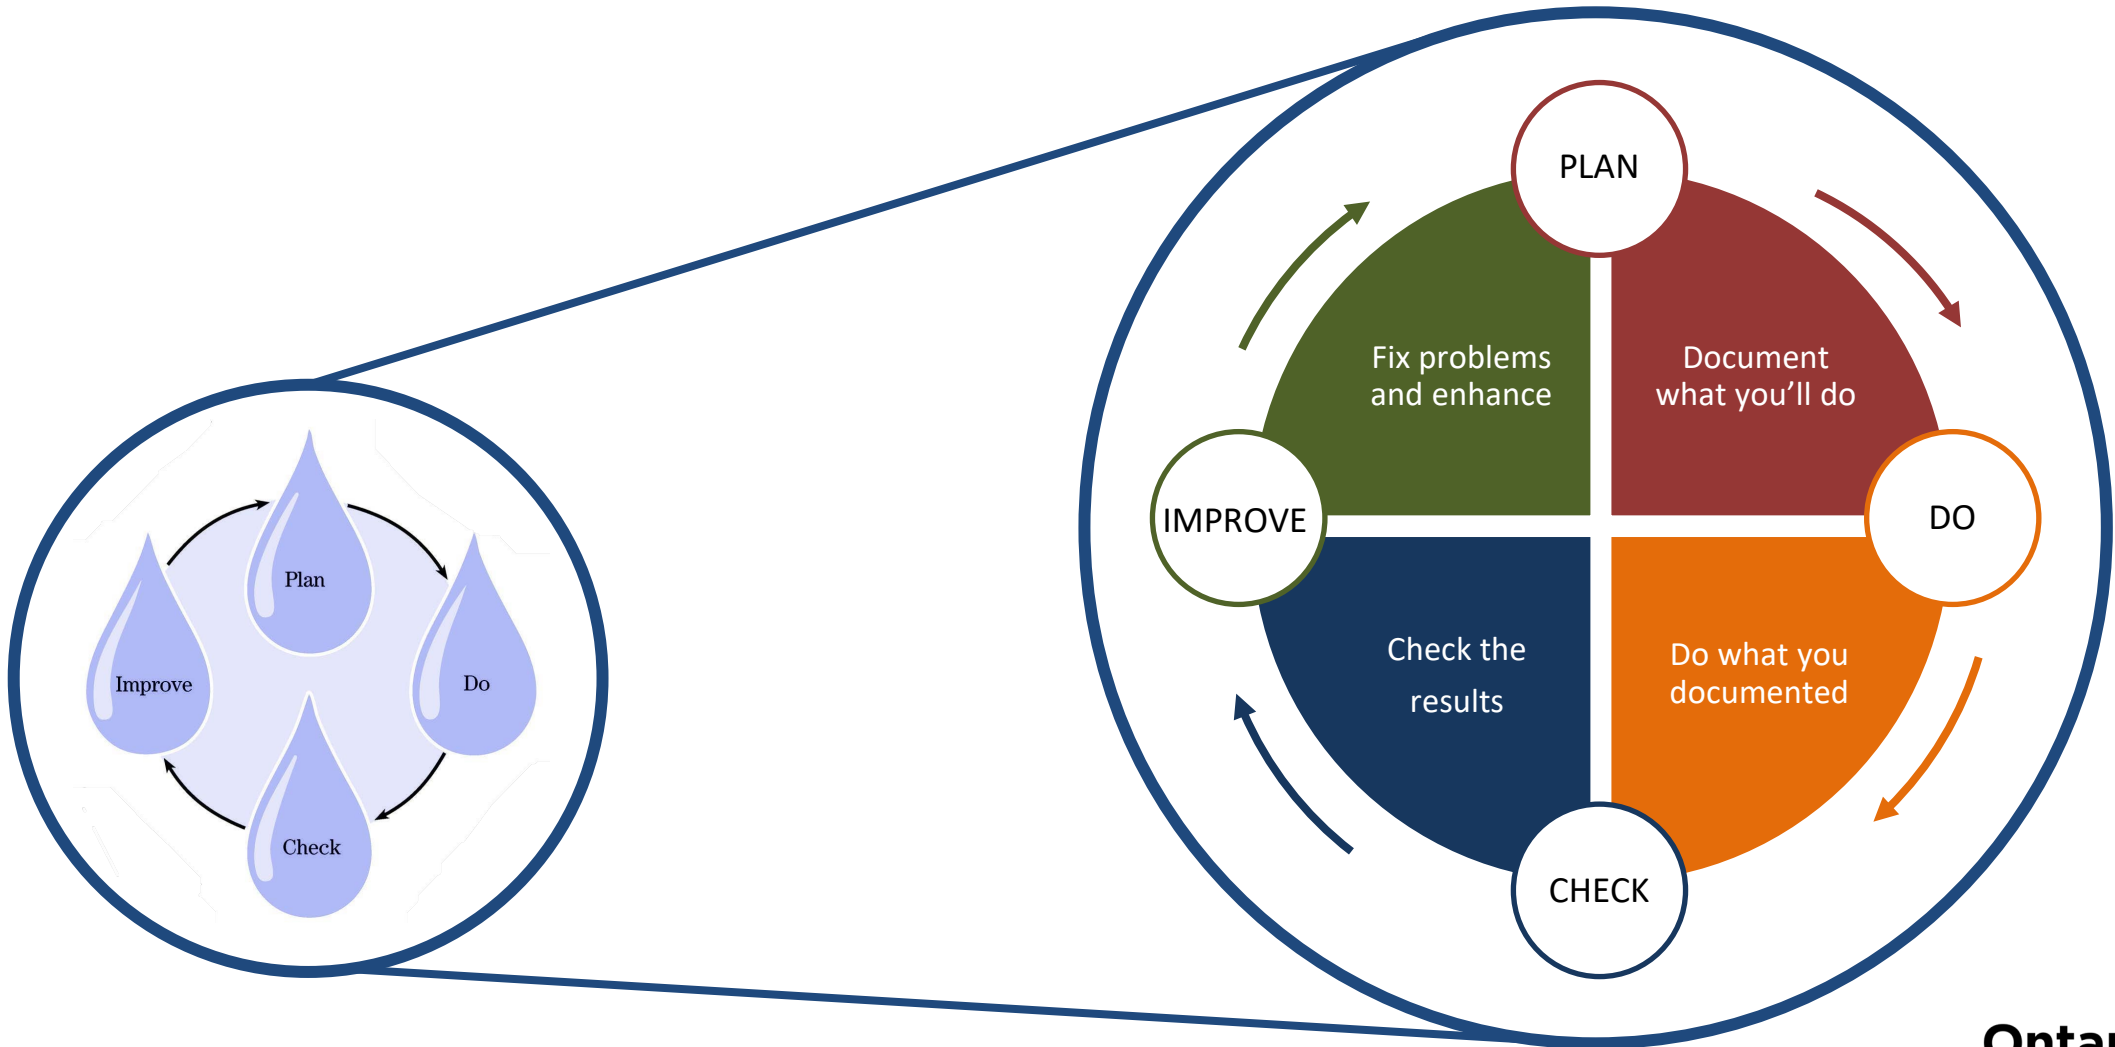 Plan
Improve
Do
Check
PLAN
Fix problems
and enhance
Document
what you'll do
IMPROVE
DO
Check the
results
Do what you
documented
CHECK